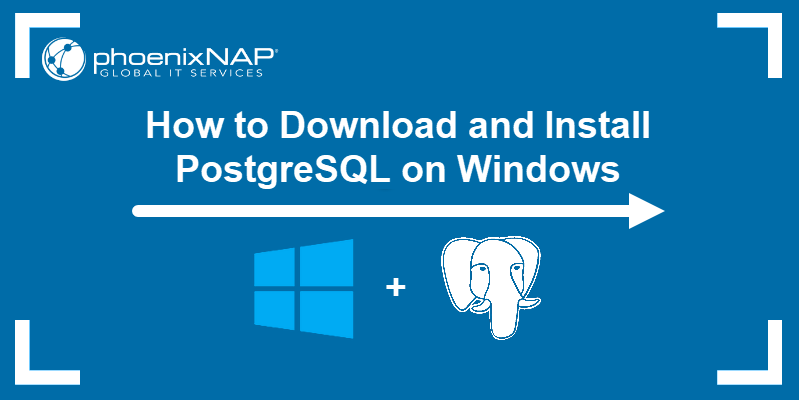 phoenixNAP®
GLOBAL IT SERVICES
How to Download and Install
PostgreSQL on Windows
+